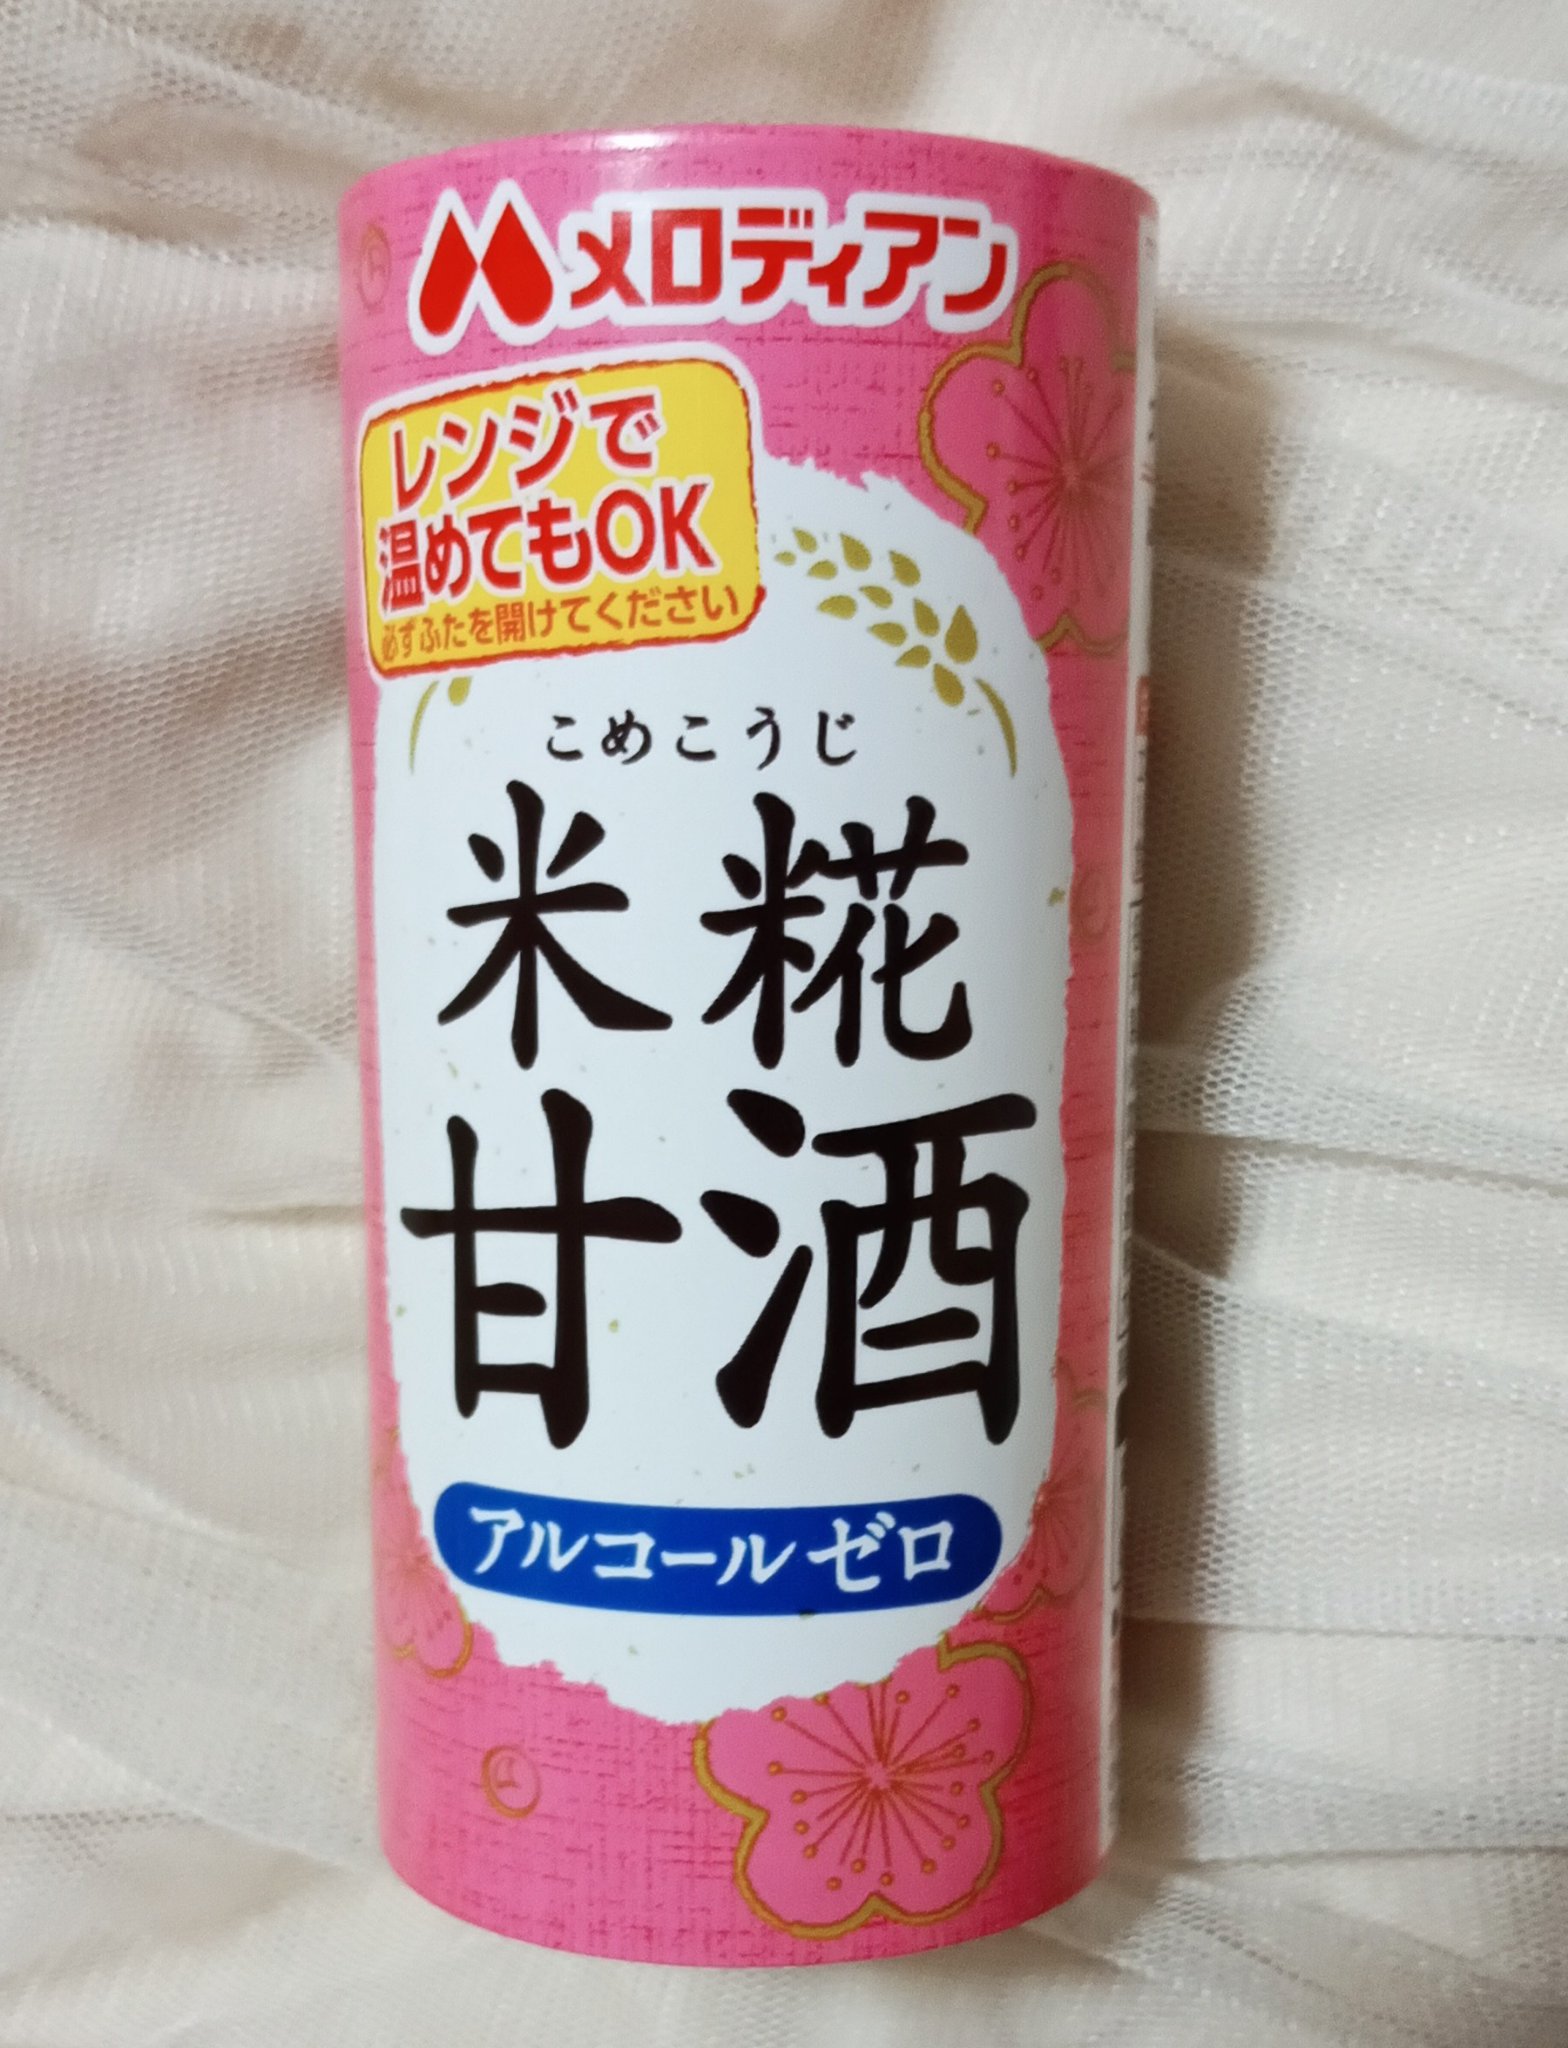 メロディアン
レンジで
温めてもOK
必ずふたを開けてください
こめこうじ
米糀
甘酒
アルコールゼロ